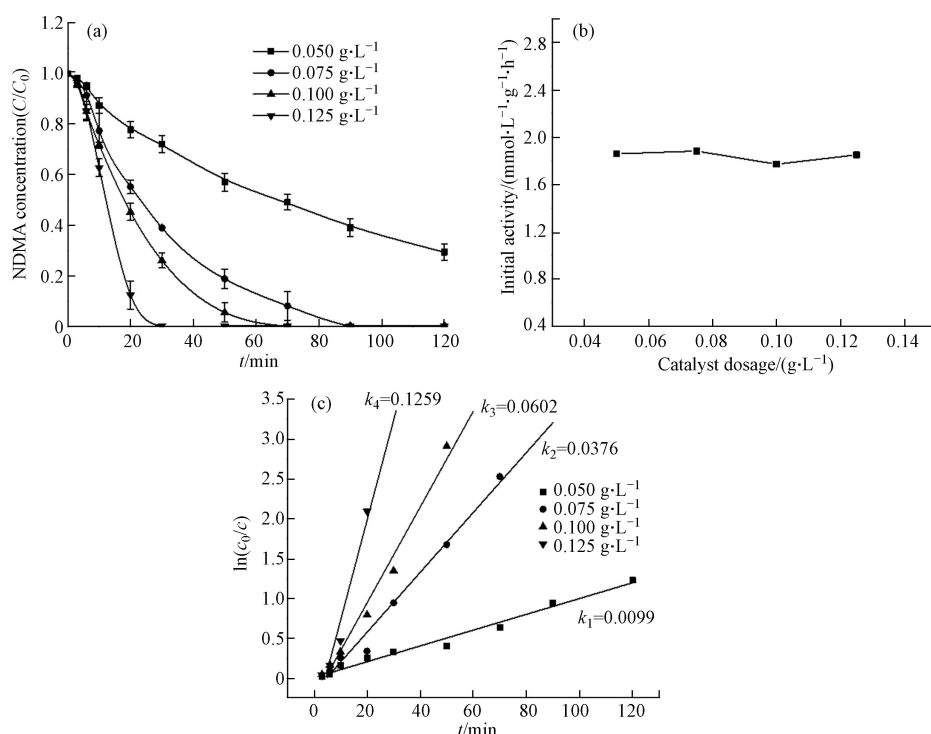 (a)
0.050 g·L⁻¹
0.075 g·L⁻¹
0.100 g·L⁻¹
0.125 g·L⁻¹
NDMA concentration(C/C₀)
1.2
1.0
0.8
0.6
0.4
0.2
0
0 20 40 60 80 100 120
t/min
(b)
Initial activity/(mmol·L⁻¹·g⁻¹·h⁻¹)
2.8
2.4
2.0
1.6
1.2
0.8
0.4
0.04 0.06 0.08 0.10 0.12 0.14
Catalyst dosage/(g·L⁻¹)
(c)
k₄=0.1259
k₃=0.0602
k₂=0.0376
k₁=0.0099
0.050 g·L⁻¹
0.075 g·L⁻¹
0.100 g·L⁻¹
0.125 g·L⁻¹
ln(c₀/c)
3.5
3.0
2.5
2.0
1.5
1.0
0.5
0
0 20 40 60 80 100 120
t/min